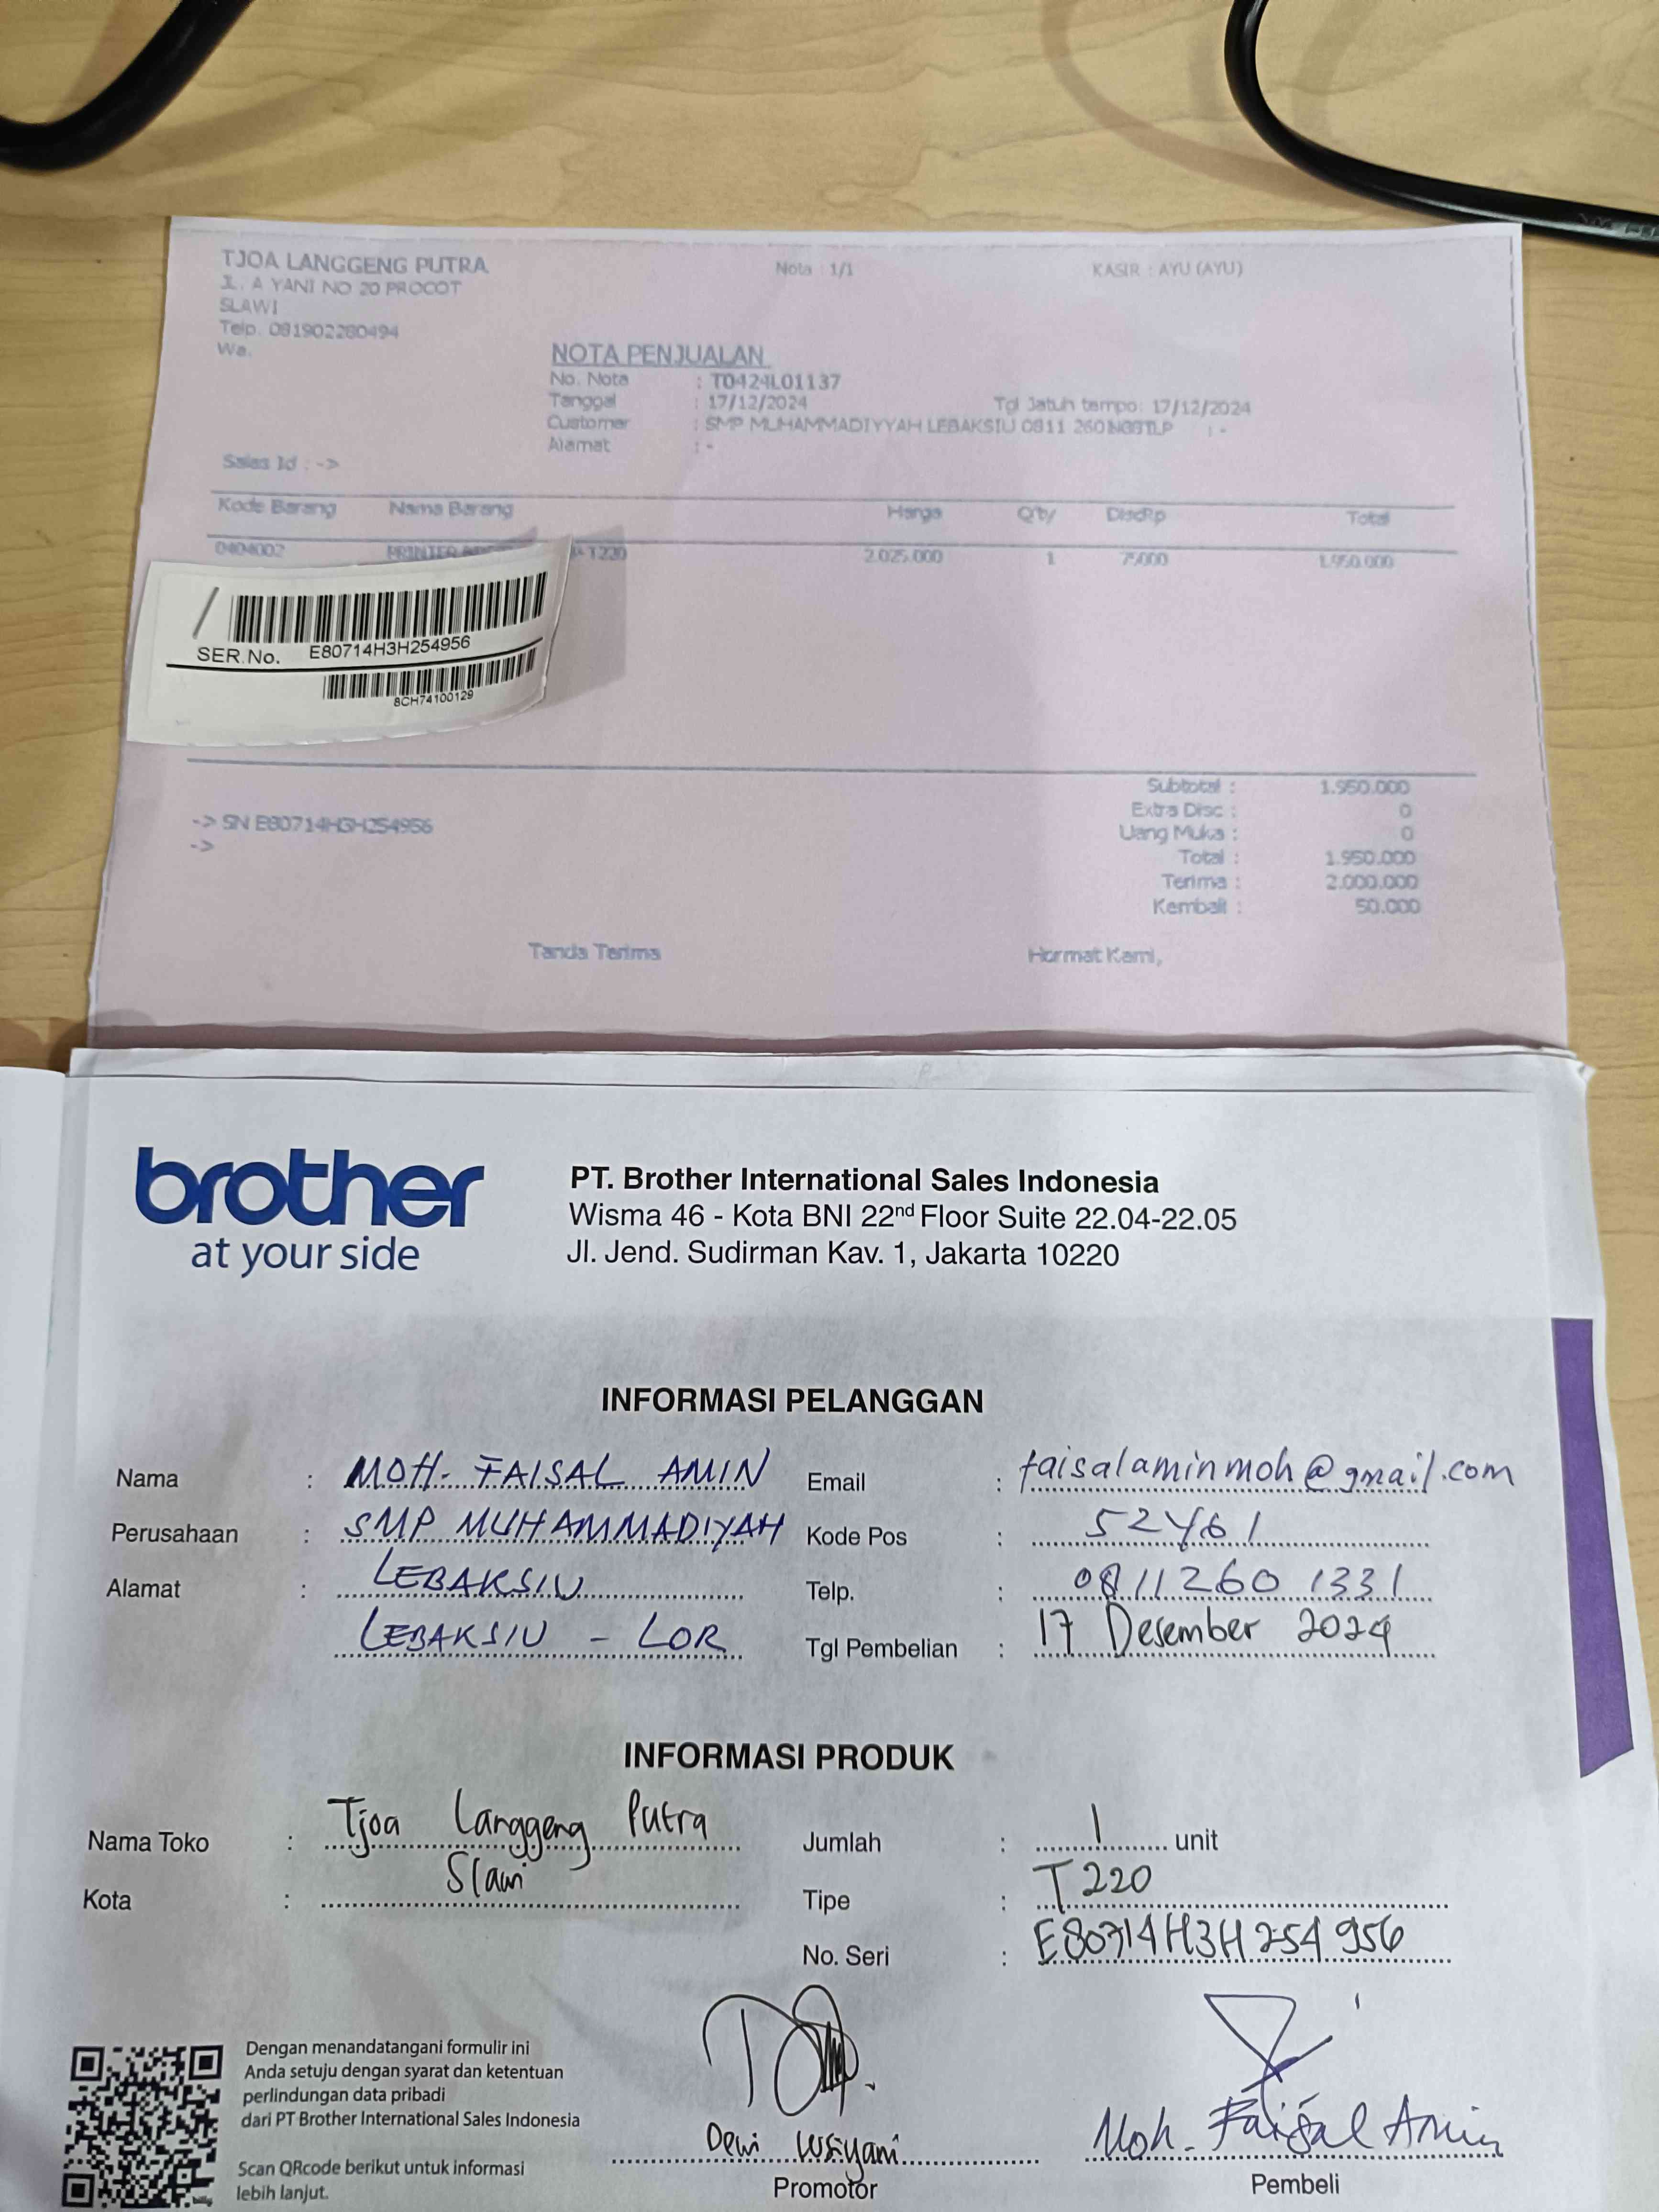 TJOA LANGGENG PUTRA
JL. A YANI NO 20 PROCOT
SLAWI
Telp. 081902280494
Wa.
Nota : 1/1
KASIR : AYU (AYU)
NOTA PENJUALAN
No. Nota : T0424L01137
Tanggal : 17/12/2024 Tgl Jatuh tempo: 17/12/2024
Customer : SMP MUHAMMADIYYAH LEBAKSIU 0811 260 TLP : -
Alamat : -
Sales Id : ->
Kode Barang Nama Barang Harga Q'ty DiscRp Total
0404002 PRINTER T220 2.025.000 1 75.000 1.950.000
SER.No. E80714H3H254956
8CH74100129
-> SN E80714H3H254956
->
Subtotal : 1.950.000
Extra Disc : 0
Uang Muka : 0
Total : 1.950.000
Terima : 2.000.000
Kembali : 50.000
Tanda Terima Hormat Kami,
brother
at your side
PT. Brother International Sales Indonesia
Wisma 46 - Kota BNI 22nd Floor Suite 22.04-22.05
Jl. Jend. Sudirman Kav. 1, Jakarta 10220
INFORMASI PELANGGAN
Nama : MOH. FAISAL AMIN Email : faisalaminmoh@gmail.com
Perusahaan : SMP MUHAMMADIYAH Kode Pos : 52461
Alamat : LEBAKSIU Telp. : 0811260 1331
LEBAKSIU - LOR Tgl Pembelian : 17 Desember 2024
INFORMASI PRODUK
Nama Toko : Tjoa Langgeng Putra Jumlah : 1 unit
Kota : Slawi Tipe : T220
No. Seri : E80714H3H254956
Dengan menandatangani formulir ini
Anda setuju dengan syarat dan ketentuan
perlindungan data pribadi
dari PT Brother International Sales Indonesia
Scan QRcode berikut untuk informasi
lebih lanjut.
Dewi Lusiyani
Promotor
Moh. Faisal Amin
Pembeli